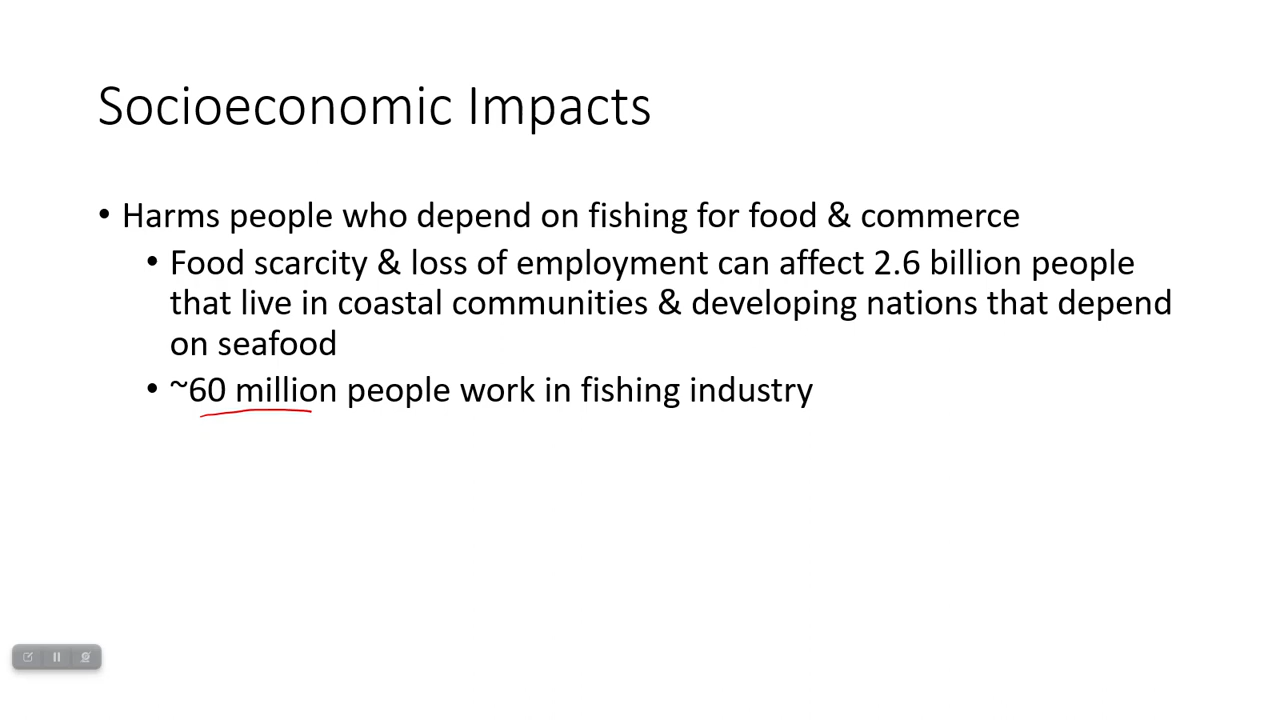 Socioeconomic Impacts
• Harms people who depend on fishing for food & commerce
• Food scarcity & loss of employment can affect 2.6 billion people
that live in coastal communities & developing nations that depend
on seafood
• ~60 million people work in fishing industry